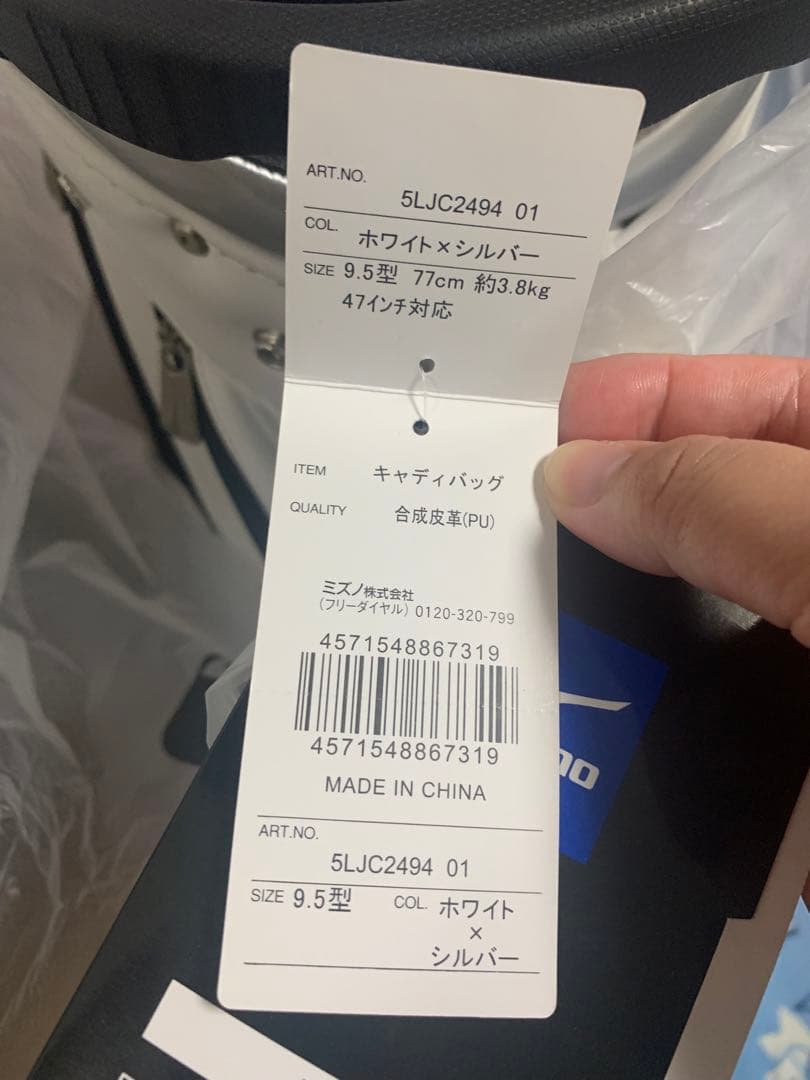 ART.NO. 5LJC2494 01
COL. ホワイト×シルバー
SIZE 9.5型 77cm 約3.8kg
47インチ対応
ITEM キャディバッグ
QUALITY 合成皮革(PU)
ミズノ株式会社
(フリーダイヤル) 0120-320-799
4571548867319
4571548867319
MADE IN CHINA
ART.NO. 5LJC2494 01
SIZE 9.5型 COL. ホワイト
×
シルバー